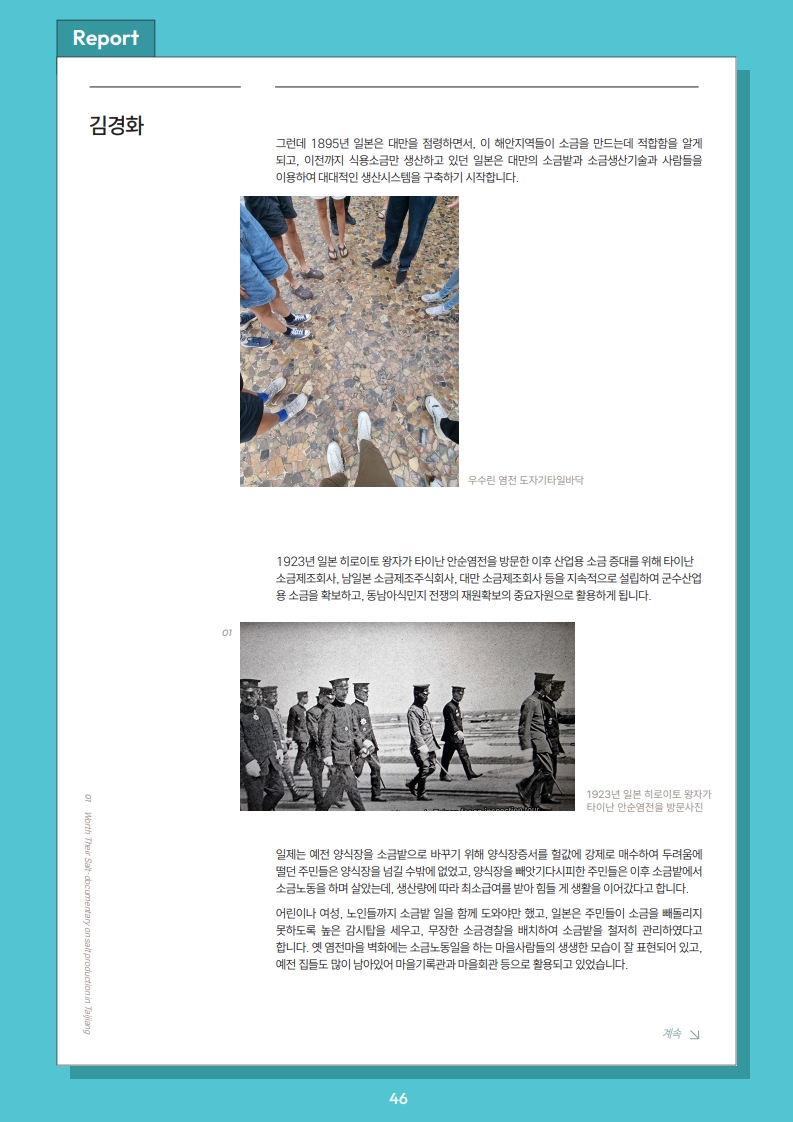 Report
김경화
그런데 1895년 일본은 대만을 점령하면서, 이 해안지역들이 소금을 만드는데 적합함을 알게
되고, 이전까지 식용소금만 생산하고 있던 일본은 대만의 소금밭과 소금생산기술과 사람들을
이용하여 대대적인 생산시스템을 구축하기 시작합니다.
우수린 염전 도자기타일바닥
1923년 일본 히로이토 왕자가 타이난 안순염전을 방문한 이후 산업용 소금 증대를 위해 타이난
소금제조회사, 남일본 소금제조주식회사, 대만 소금제조회사 등을 지속적으로 설립하여 군수산업
용 소금을 확보하고, 동남아식민지 전쟁의 재원확보의 중요자원으로 활용하게 됩니다.
01
1923년 일본 히로이토 왕자가
타이난 안순염전을 방문사진
일제는 예전 양식장을 소금밭으로 바꾸기 위해 양식장증서를 헐값에 강제로 매수하여 두려움에
떨던 주민들은 양식장을 넘길 수밖에 없었고, 양식장을 빼앗기다시피한 주민들은 이후 소금밭에서
소금노동을 하며 살았는데, 생산량에 따라 최소급여를 받아 힘들 게 생활을 이어갔다고 합니다.
어린이나 여성, 노인들까지 소금밭 일을 함께 도와야만 했고, 일본은 주민들이 소금을 빼돌리지
못하도록 높은 감시탑을 세우고, 무장한 소금경찰을 배치하여 소금밭을 철저히 관리하였다고
합니다. 옛 염전마을 벽화에는 소금노동일을 하는 마을사람들의 생생한 모습이 잘 표현되어 있고,
예전 집들도 많이 남아있어 마을기록관과 마을회관 등으로 활용되고 있었습니다.
01 Worth Their Salt-documentary on salt production in Taijiang
계속
46